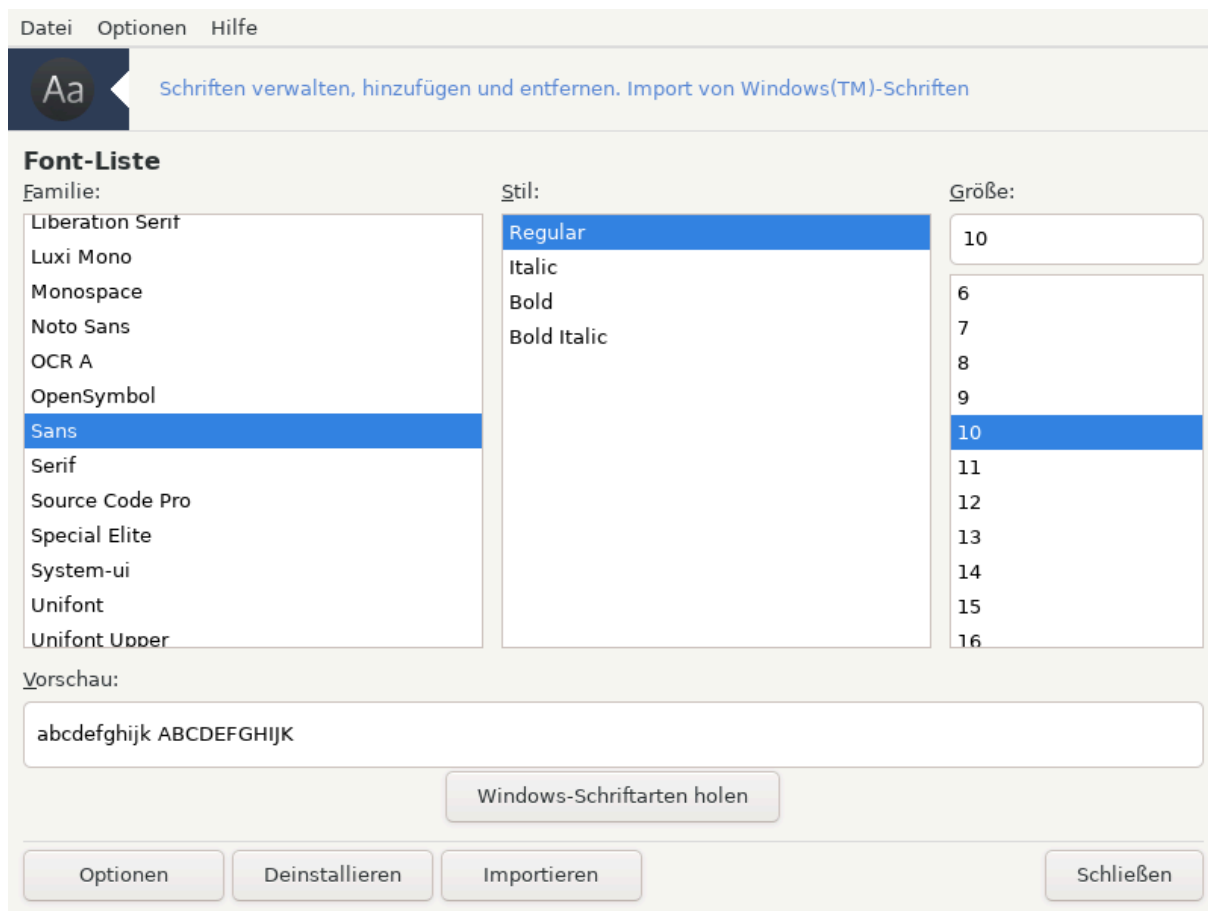 Datei Optionen Hilfe
Aa
Schriften verwalten, hinzufügen und entfernen. Import von Windows(TM)-Schriften
Font-Liste
Familie:
Liberation Serif
Luxi Mono
Monospace
Noto Sans
OCR A
OpenSymbol
Sans
Serif
Source Code Pro
Special Elite
System-ui
Unifont
Unifont Upper
Stil:
Regular
Italic
Bold
Bold Italic
Größe:
10
6
7
8
9
10
11
12
13
14
15
16
Vorschau:
abcdefghijk ABCDEFGHIJK
Windows-Schriftarten holen
Optionen Deinstallieren Importieren Schließen